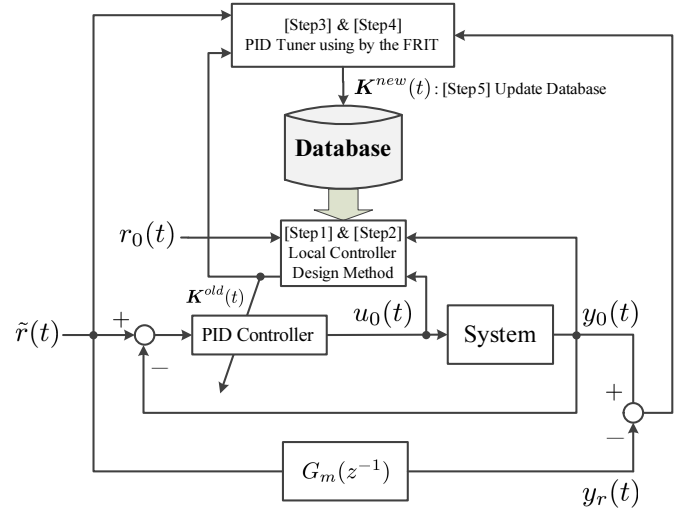 [Step3] & [Step4]
PID Tuner using by the FRIT
K^{new}(t) : [Step5] Update Database
Database
r_0(t)
[Step1] & [Step2]
Local Controller
Design Method
K^{old}(t)
u_0(t)
y_0(t)
r̃(t)
+
−
PID Controller
System
+
−
G_m(z^{-1})
y_r(t)